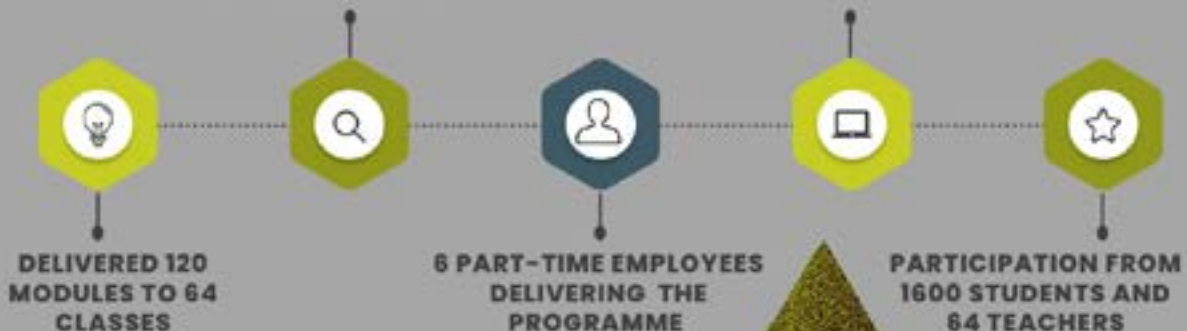 DELIVERED 120
MODULES TO 64
CLASSES
6 PART-TIME EMPLOYEES
DELIVERING THE
PROGRAMME
PARTICIPATION FROM
1600 STUDENTS AND
64 TEACHERS